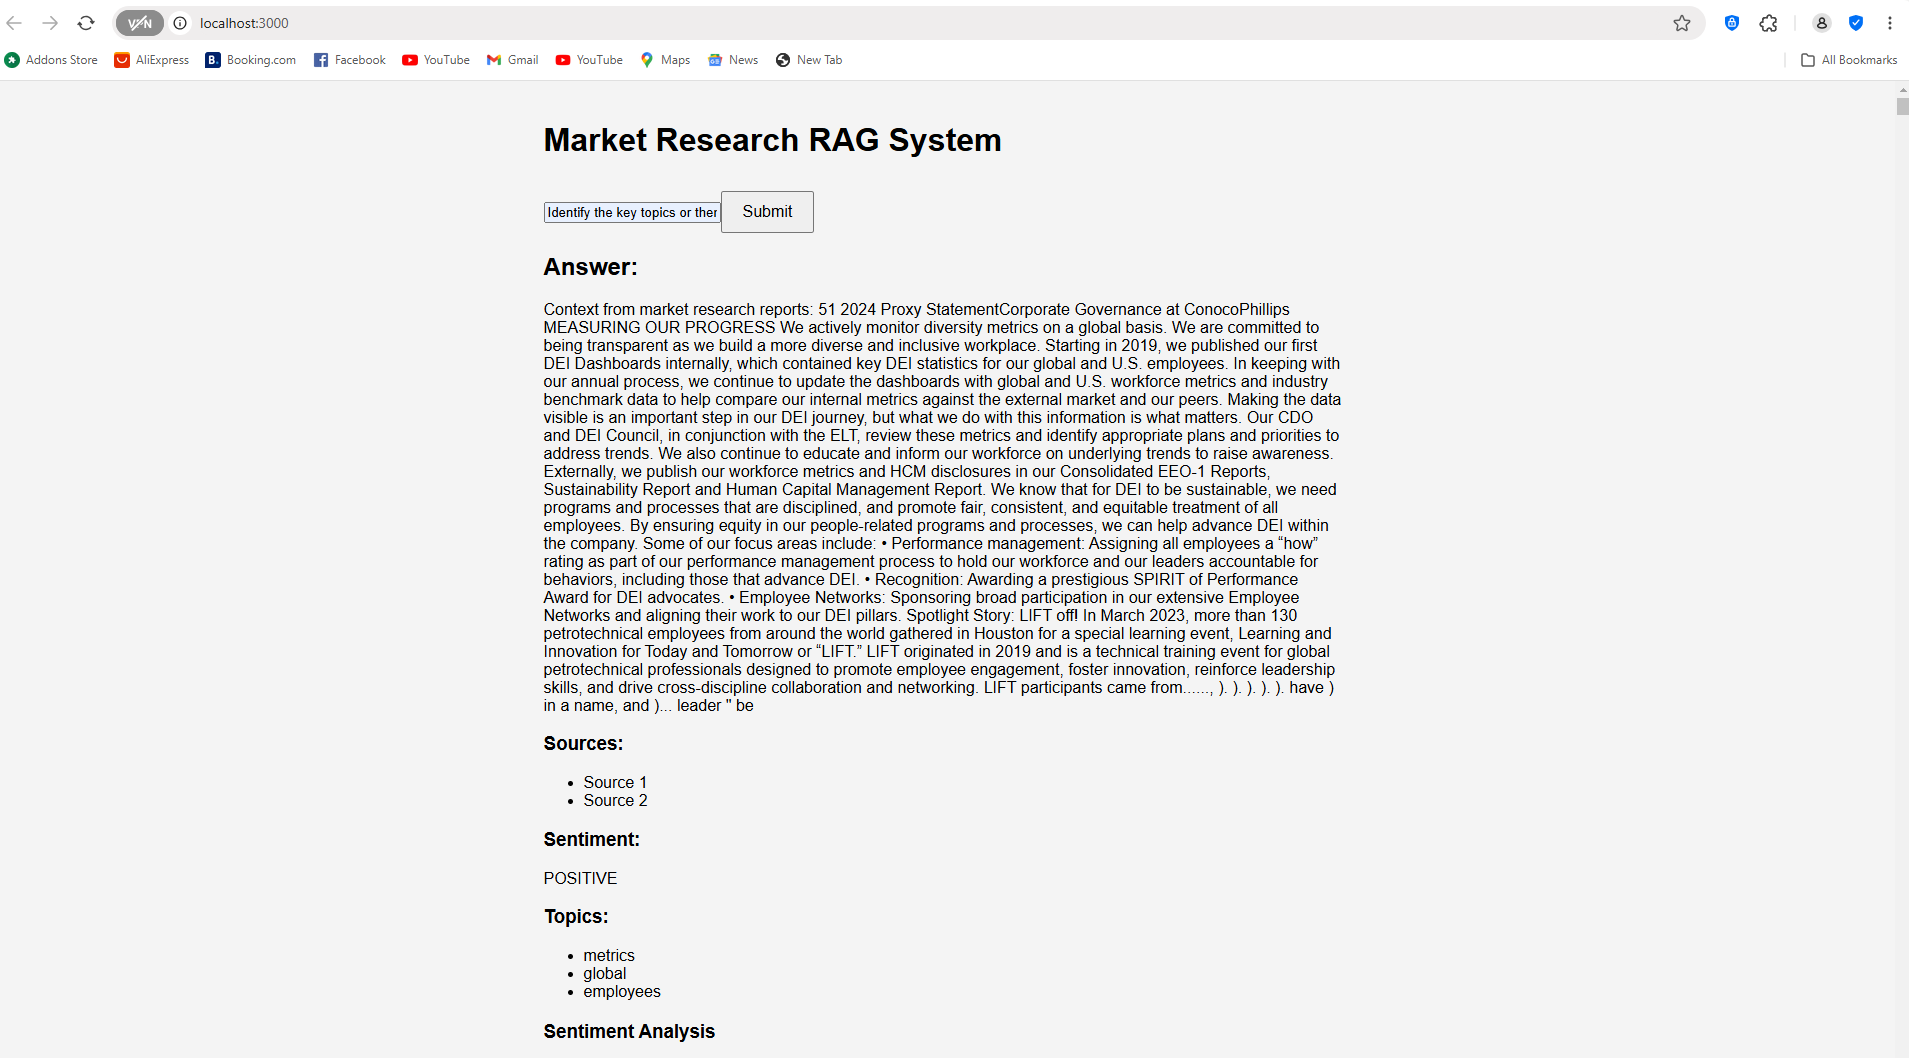 VPN
localhost:3000
Addons Store
AliExpress
B.
Booking.com
Facebook
YouTube
Gmail
YouTube
Maps
News
New Tab
All Bookmarks
Market Research RAG System
Identify the key topics or ther
Submit
Answer:
Context from market research reports: 51 2024 Proxy StatementCorporate Governance at ConocoPhillips
MEASURING OUR PROGRESS We actively monitor diversity metrics on a global basis. We are committed to
being transparent as we build a more diverse and inclusive workplace. Starting in 2019, we published our first
DEI Dashboards internally, which contained key DEI statistics for our global and U.S. employees. In keeping with
our annual process, we continue to update the dashboards with global and U.S. workforce metrics and industry
benchmark data to help compare our internal metrics against the external market and our peers. Making the data
visible is an important step in our DEI journey, but what we do with this information is what matters. Our CDO
and DEI Council, in conjunction with the ELT, review these metrics and identify appropriate plans and priorities to
address trends. We also continue to educate and inform our workforce on underlying trends to raise awareness.
Externally, we publish our workforce metrics and HCM disclosures in our Consolidated EEO-1 Reports,
Sustainability Report and Human Capital Management Report. We know that for DEI to be sustainable, we need
programs and processes that are disciplined, and promote fair, consistent, and equitable treatment of all
employees. By ensuring equity in our people-related programs and processes, we can help advance DEI within
the company. Some of our focus areas include: • Performance management: Assigning all employees a “how”
rating as part of our performance management process to hold our workforce and our leaders accountable for
behaviors, including those that advance DEI. • Recognition: Awarding a prestigious SPIRIT of Performance
Award for DEI advocates. • Employee Networks: Sponsoring broad participation in our extensive Employee
Networks and aligning their work to our DEI pillars. Spotlight Story: LIFT off! In March 2023, more than 130
petrotechnical employees from around the world gathered in Houston for a special learning event, Learning and
Innovation for Today and Tomorrow or “LIFT.” LIFT originated in 2019 and is a technical training event for global
petrotechnical professionals designed to promote employee engagement, foster innovation, reinforce leadership
skills, and drive cross-discipline collaboration and networking. LIFT participants came from......, ). ). ). ). ). have )
in a name, and )... leader " be
Sources:
• Source 1
• Source 2
Sentiment:
POSITIVE
Topics:
• metrics
• global
• employees
Sentiment Analysis